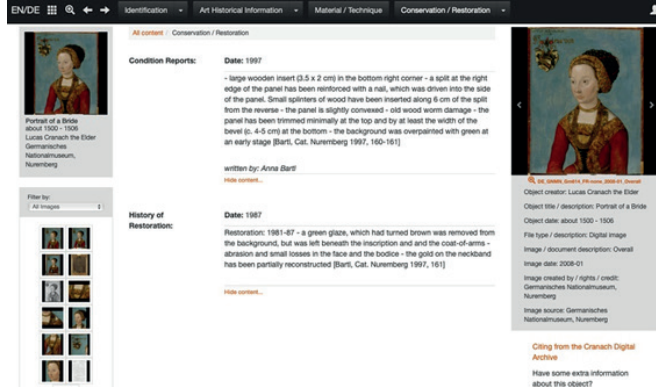 EN/DE
Identification
Art Historical Information
Material / Technique
Conservation / Restoration
All content / Conservation / Restoration
Portrait of a Bride
about 1500 - 1506
Lucas Cranach the Elder
Germanisches
Nationalmuseum,
Nuremberg
Filter by:
All Images
Condition Reports:
Date: 1997
- large wooden insert (3.5 x 2 cm) in the bottom right corner - a split at the right
edge of the panel has been reinforced with a nail, which was driven into the side
of the panel. Small splinters of wood have been inserted along 6 cm of the split
from the reverse - the panel is slightly convexed - old wood worm damage - the
panel has been trimmed minimally at the top and by at least the width of the
bevel (c. 4-5 cm) at the bottom - the background was overpainted with green at
an early stage [Bartl, Cat. Nuremberg 1997, 160-161]
written by: Anna Bartl
Hide content...
History of
Restoration:
Date: 1987
Restoration: 1981-87 - a green glaze, which had turned brown was removed from
the background, but was left beneath the inscription and and the coat-of-arms -
abrasion and small losses in the face and the bodice - the gold on the neckband
has been partially reconstructed [Bartl, Cat. Nuremberg 1997, 161]
Hide content...
Object creator: Lucas Cranach the Elder
Object title / description: Portrait of a Bride
Object date: about 1500 - 1506
File type / description: Digital image
Image / document description: Overall
Image date: 2008-01
Image created by / rights / credit:
Germanisches Nationalmuseum,
Nuremberg
Image source: Germanisches
Nationalmuseum, Nuremberg
Citing from the Cranach Digital
Archive
Have some extra information
about this object?